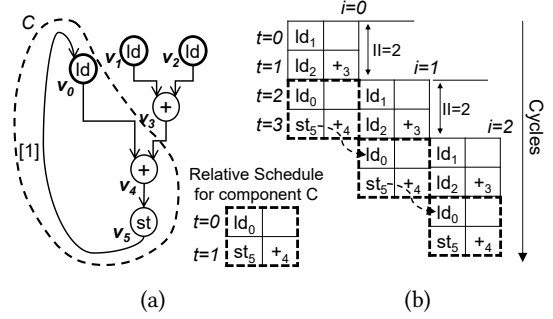 C
ld
ld
ld
v₀
v₁
v₂
+
v₃
[1]
+
v₄
st
v₅
Relative Schedule
for component C
t=0 ld₀
t=1 st₅ +₄
(a)
i=0
t=0 ld₁
t=1 ld₂ +₃
II=2
i=1
t=2 ld₀ ld₁
t=3 st₅ +₄ ld₂ +₃
II=2
i=2
ld₀ ld₁
st₅ +₄ ld₂ +₃
ld₀
st₅ +₄
Cycles
(b)